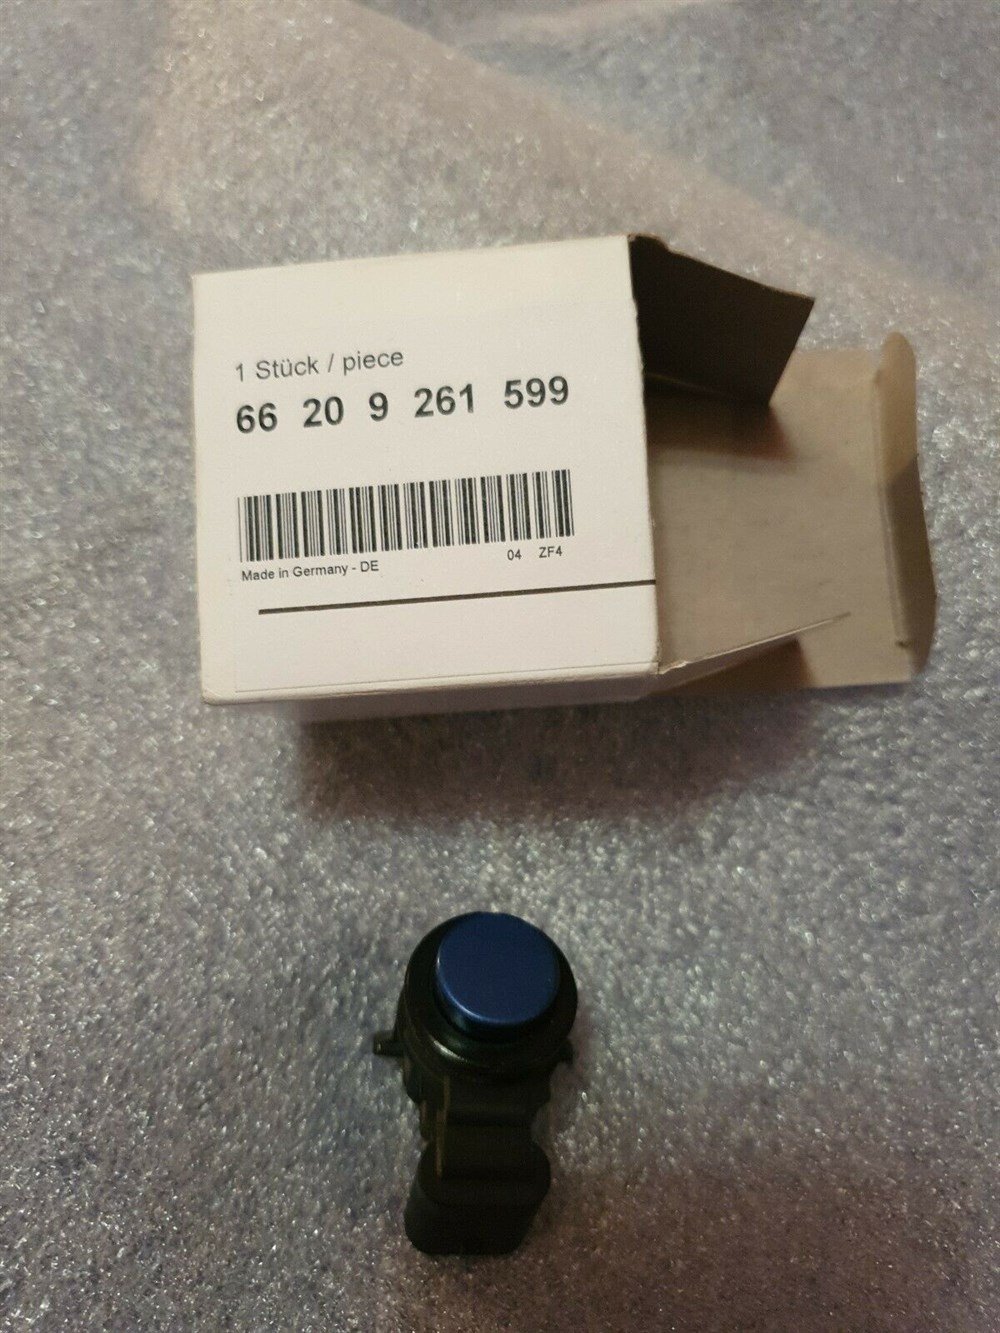 1 Stück / piece
66 20 9 261 599
Made in Germany - DE 04 ZF4